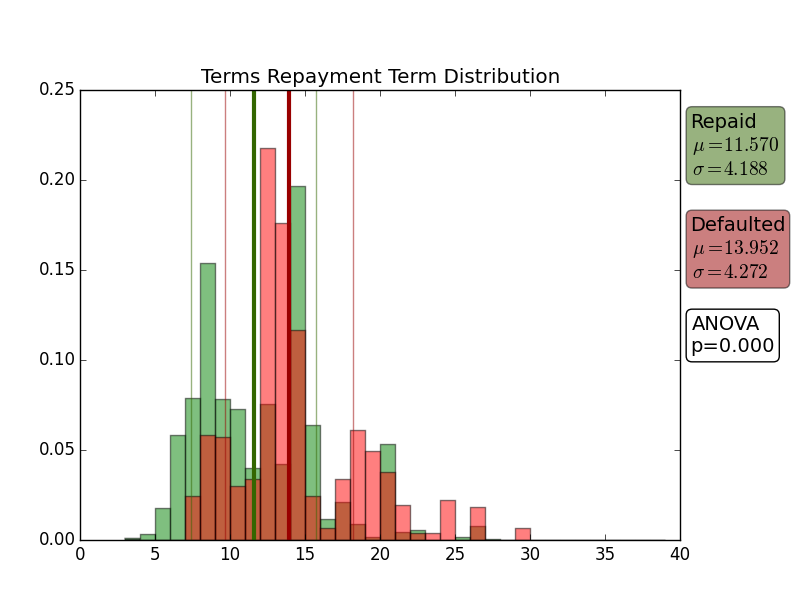 Terms Repayment Term Distribution
0.25
0.20
0.15
0.10
0.05
0.00
0 5 10 15 20 25 30 35 40
Repaid
μ=11.570
σ=4.188
Defaulted
μ=13.952
σ=4.272
ANOVA
p=0.000